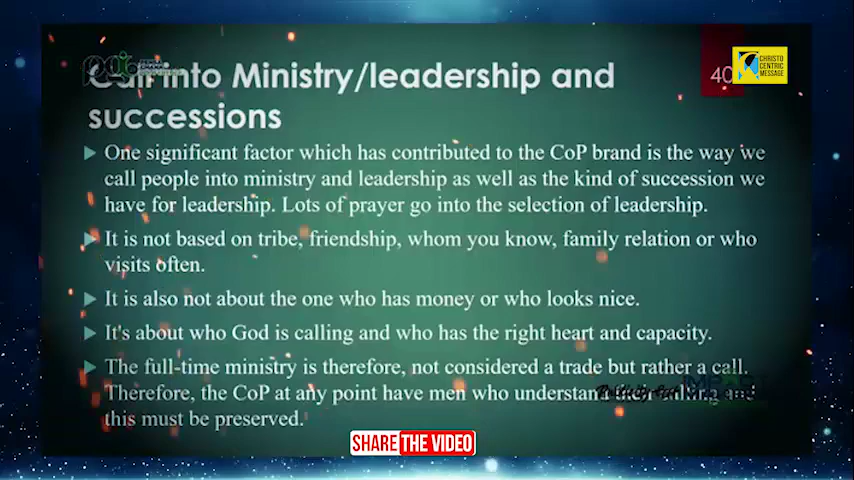 Call into Ministry/leadership and
successions
40
CHRISTO
CENTRIC
MESSAGE
One significant factor which has contributed to the CoP brand is the way we
call people into ministry and leadership as well as the kind of succession we
have for leadership. Lots of prayer go into the selection of leadership.
It is not based on tribe, friendship, whom you know, family relation or who
visits often.
It is also not about the one who has money or who looks nice.
It's about who God is calling and who has the right heart and capacity.
The full-time ministry is therefore, not considered a trade but rather a call.
Therefore, the CoP at any point have men who understand their calling and
this must be preserved.
SHARE THE VIDEO